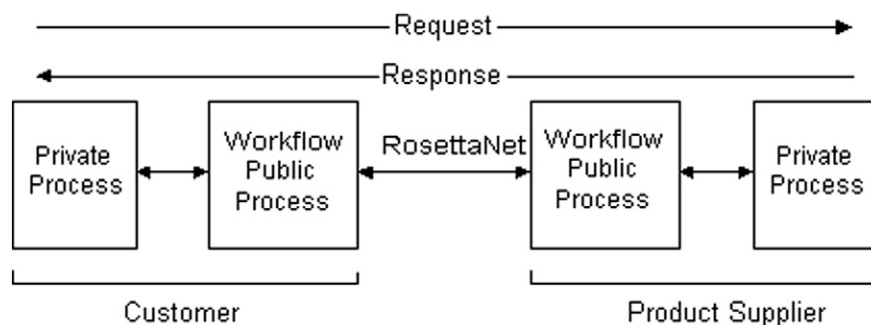 Request
Response
Private
Process
Workflow
Public
Process
RosettaNet
Workflow
Public
Process
Private
Process
Customer
Product Supplier